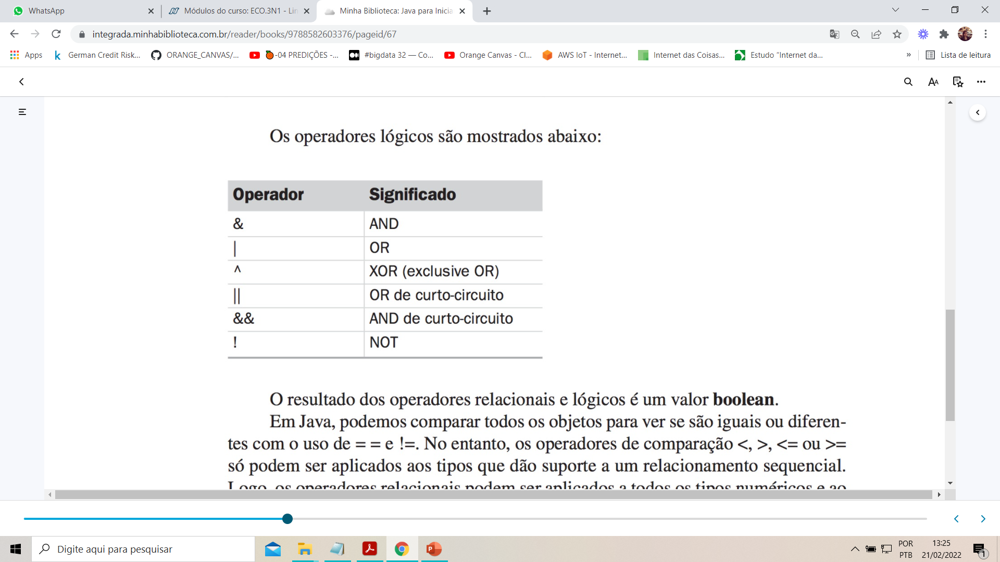 WhatsApp
Módulos do curso: ECO.3N1 - Lin
Minha Biblioteca: Java para Inicia
integrada.minhabiblioteca.com.br/reader/books/9788582603376/pageid/67
Apps
German Credit Risk...
ORANGE_CANVAS/...
-04 PREDIÇÕES -...
#bigdata 32 — Co...
Orange Canvas - Cl...
AWS IoT - Internet...
Internet das Coisas...
Estudo “Internet da...
»
Lista de leitura
Os operadores lógicos são mostrados abaixo:
Operador Significado
& AND
| OR
^ XOR (exclusive OR)
|| OR de curto-circuito
&& AND de curto-circuito
! NOT
O resultado dos operadores relacionais e lógicos é um valor boolean.
Em Java, podemos comparar todos os objetos para ver se são iguais ou diferen-
tes com o uso de = = e !=. No entanto, os operadores de comparação <, >, <= ou >=
só podem ser aplicados aos tipos que dão suporte a um relacionamento sequencial.
Logo, os operadores relacionais podem ser aplicados a todos os tipos numéricos e ao
Digite aqui para pesquisar
POR
PTB
13:25
21/02/2022
1